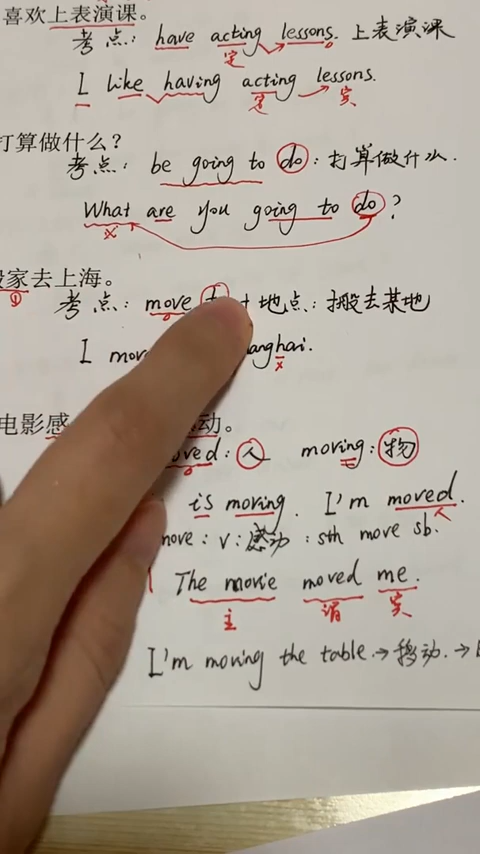 喜欢上表演课。
考点：have acting lessons. 上表演课
定
I like having acting lessons.
定 宾
打算做什么？
考点：be going to do：打算做什么.
What are you going to do?
家去上海。
①
考点：move 地点：搬去某地
I hai.
电影感 动。
ved：人 moving：物
is moving. I'm moved.
人
move：v：感动：sth move sb.
The movie moved me.
主 谓 宾
I'm moving the table.→移动.→